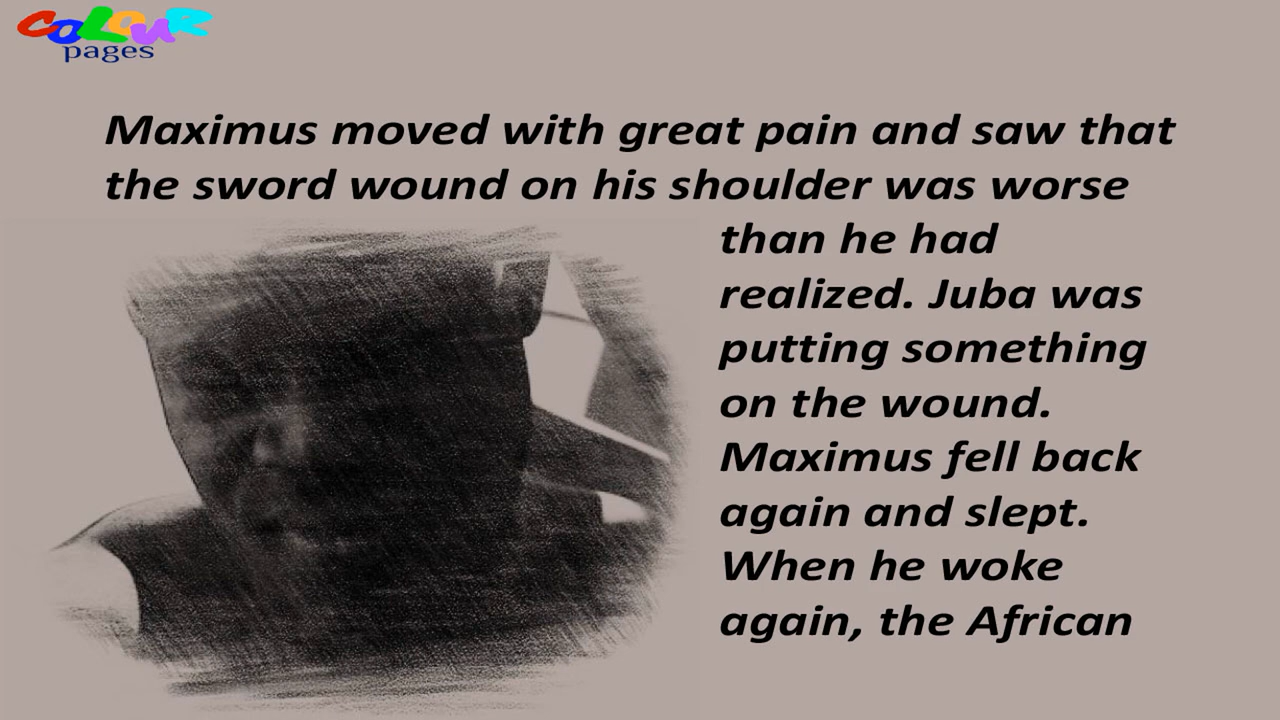 COLOUR
pages
Maximus moved with great pain and saw that
the sword wound on his shoulder was worse
than he had
realized. Juba was
putting something
on the wound.
Maximus fell back
again and slept.
When he woke
again, the African